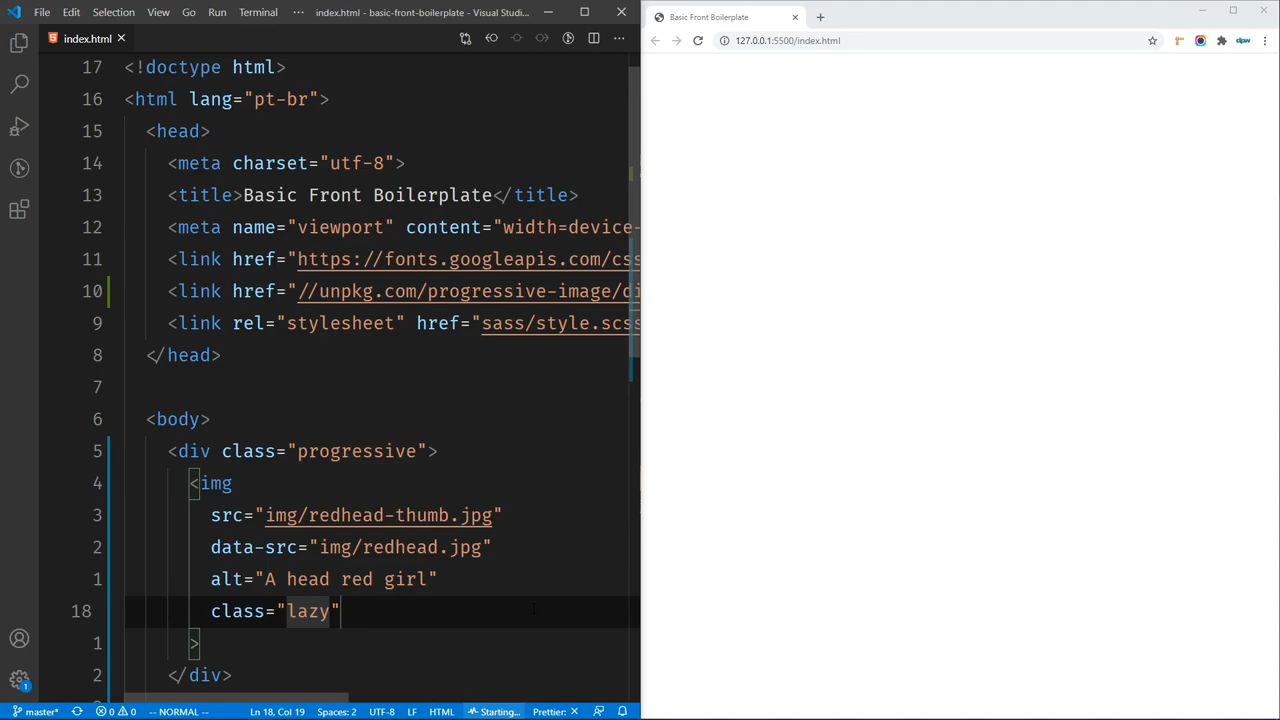 File Edit Selection View Go Run Terminal ··· index.html - basic-front-boilerplate - Visual Studi...
index.html
17 <!doctype html>
16 <html lang="pt-br">
15 <head>
14 <meta charset="utf-8">
13 <title>Basic Front Boilerplate</title>
12 <meta name="viewport" content="width=device-
11 <link href="https://fonts.googleapis.com/css
10 <link href="//unpkg.com/progressive-image/di
9 <link rel="stylesheet" href="sass/style.scss
8 </head>
7
6 <body>
5 <div class="progressive">
4 <img
3 src="img/redhead-thumb.jpg"
2 data-src="img/redhead.jpg"
1 alt="A head red girl"
18 class="lazy"
1 >
2 </div>
1
master* 0 0 -- NORMAL -- Ln 18, Col 19 Spaces: 2 UTF-8 LF HTML Starting... Prettier: ×
Basic Front Boilerplate
127.0.0.1:5500/index.html
dpw